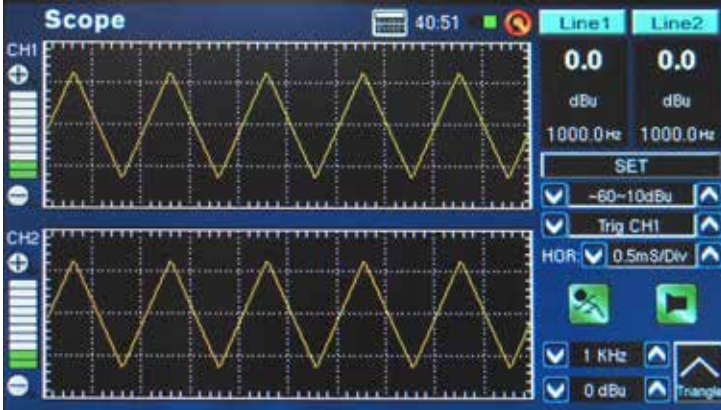 Scope 40:51
Line1 Line2
CH1
0.0 0.0
dBu dBu
1000.0Hz 1000.0Hz
SET
-60~10dBu
Trig CH1
CH2
HOR: 0.5mS/Div
1 KHz
0 dBu
Triangl